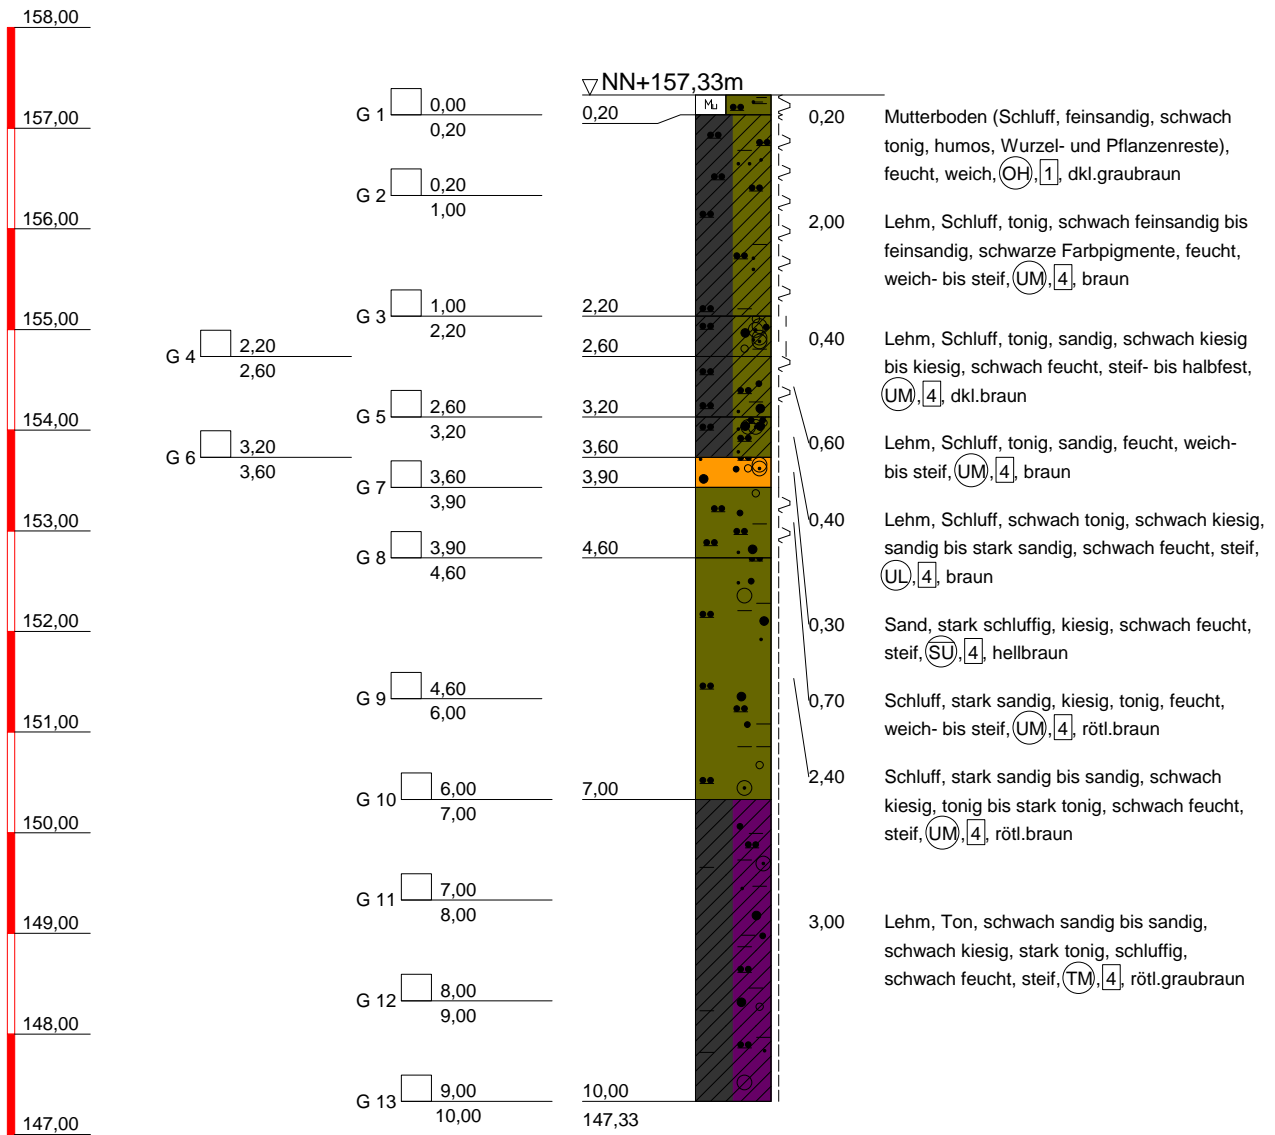 158,00
157,00
156,00
155,00
154,00
153,00
152,00
151,00
150,00
149,00
148,00
147,00
G 1 0,00
0,20
G 2 0,20
1,00
G 3 1,00
2,20
G 4 2,20
2,60
G 5 2,60
3,20
G 6 3,20
3,60
G 7 3,60
3,90
G 8 3,90
4,60
G 9 4,60
6,00
G 10 6,00
7,00
G 11 7,00
8,00
G 12 8,00
9,00
G 13 9,00
10,00
NN+157,33m
0,20
2,20
2,60
3,20
3,60
3,90
4,60
7,00
10,00
147,33
Mu
0,20 Mutterboden (Schluff, feinsandig, schwach
tonig, humos, Wurzel- und Pflanzenreste),
feucht, weich, OH, 1, dkl.graubraun
2,00 Lehm, Schluff, tonig, schwach feinsandig bis
feinsandig, schwarze Farbpigmente, feucht,
weich- bis steif, UM, 4, braun
0,40 Lehm, Schluff, tonig, sandig, schwach kiesig
bis kiesig, schwach feucht, steif- bis halbfest,
UM, 4, dkl.braun
0,60 Lehm, Schluff, tonig, sandig, feucht, weich-
bis steif, UM, 4, braun
0,40 Lehm, Schluff, schwach tonig, schwach kiesig,
sandig bis stark sandig, schwach feucht, steif,
UL, 4, braun
0,30 Sand, stark schluffig, kiesig, schwach feucht,
steif, S̅U̅, 4, hellbraun
0,70 Schluff, stark sandig, kiesig, tonig, feucht,
weich- bis steif, UM, 4, rötl.braun
2,40 Schluff, stark sandig bis sandig, schwach
kiesig, tonig bis stark tonig, schwach feucht,
steif, UM, 4, rötl.braun
3,00 Lehm, Ton, schwach sandig bis sandig,
schwach kiesig, stark tonig, schluffig,
schwach feucht, steif, TM, 4, rötl.graubraun